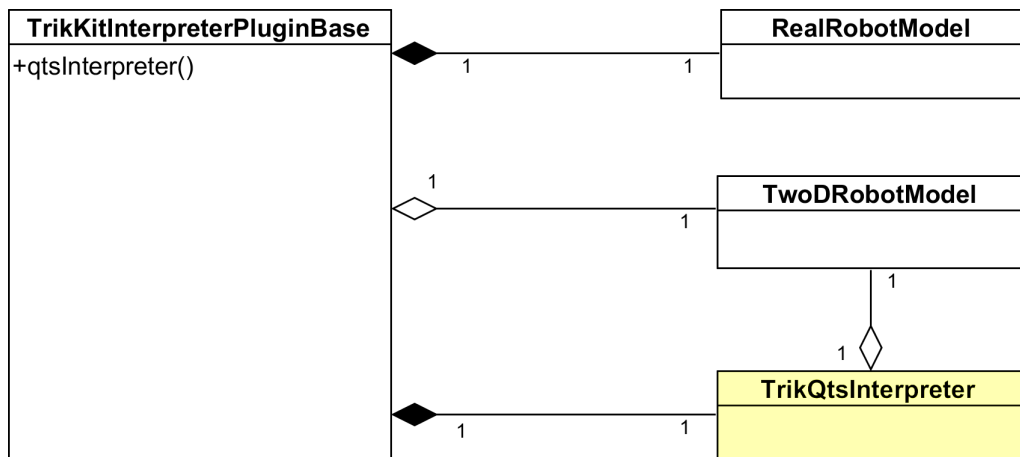 TrikKitInterpreterPluginBase
+qtsInterpreter()
RealRobotModel
1
1
TwoDRobotModel
1
1
1
1
TrikQtsInterpreter
1
1